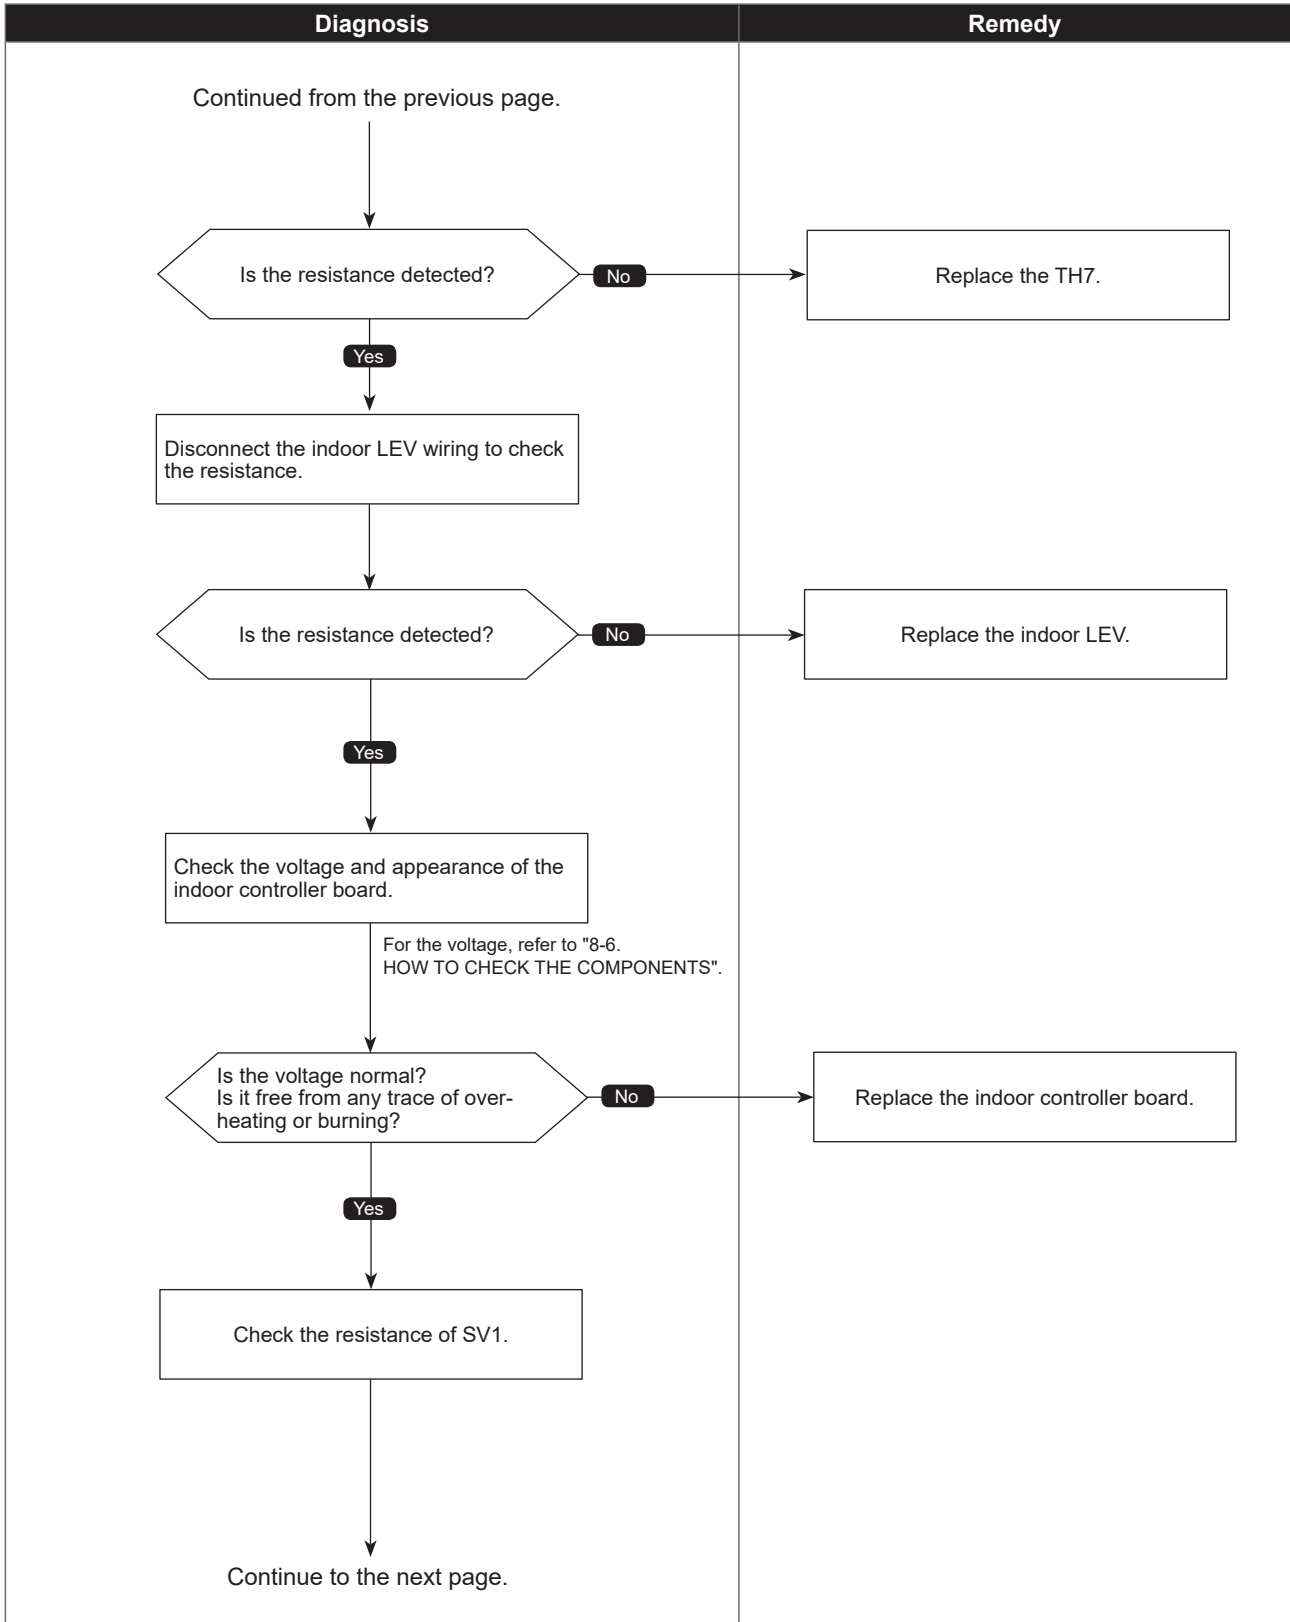 Diagnosis
Remedy
Continued from the previous page.
Is the resistance detected?
No
Replace the TH7.
Yes
Disconnect the indoor LEV wiring to check
the resistance.
Is the resistance detected?
No
Replace the indoor LEV.
Yes
Check the voltage and appearance of the
indoor controller board.
For the voltage, refer to "8-6.
HOW TO CHECK THE COMPONENTS".
Is the voltage normal?
Is it free from any trace of over-
heating or burning?
No
Replace the indoor controller board.
Yes
Check the resistance of SV1.
Continue to the next page.